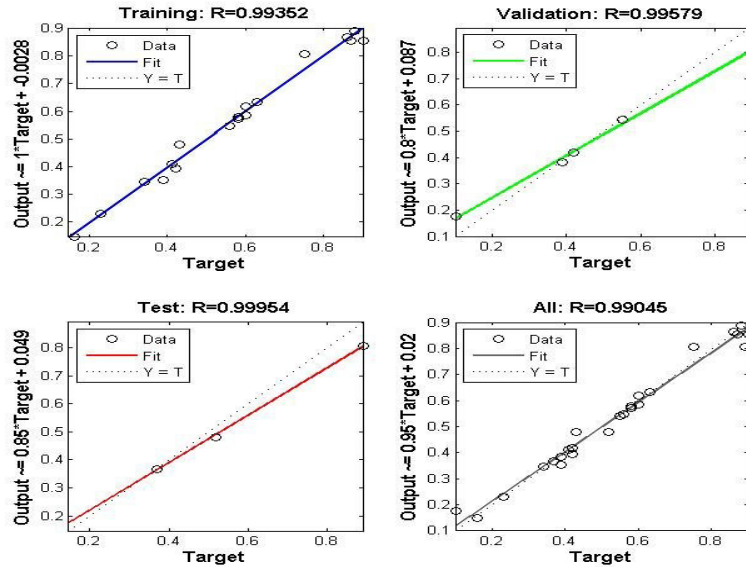 Training: R=0.99352
Output ~= 1*Target + -0.0028
Data
Fit
Y = T
0.9
0.8
0.7
0.6
0.5
0.4
0.3
0.2
0.2
0.4
0.6
0.8
Target
Validation: R=0.99579
Output ~= 0.8*Target + 0.087
Data
Fit
Y = T
0.8
0.7
0.6
0.5
0.4
0.3
0.2
0.1
0.2
0.4
0.6
0.8
Target
Test: R=0.99954
Output ~= 0.85*Target + 0.049
Data
Fit
Y = T
0.8
0.7
0.6
0.5
0.4
0.3
0.2
0.2
0.4
0.6
0.8
Target
All: R=0.99045
Output ~= 0.95*Target + 0.02
Data
Fit
Y = T
0.9
0.8
0.7
0.6
0.5
0.4
0.3
0.2
0.1
0.2
0.4
0.6
0.8
Target